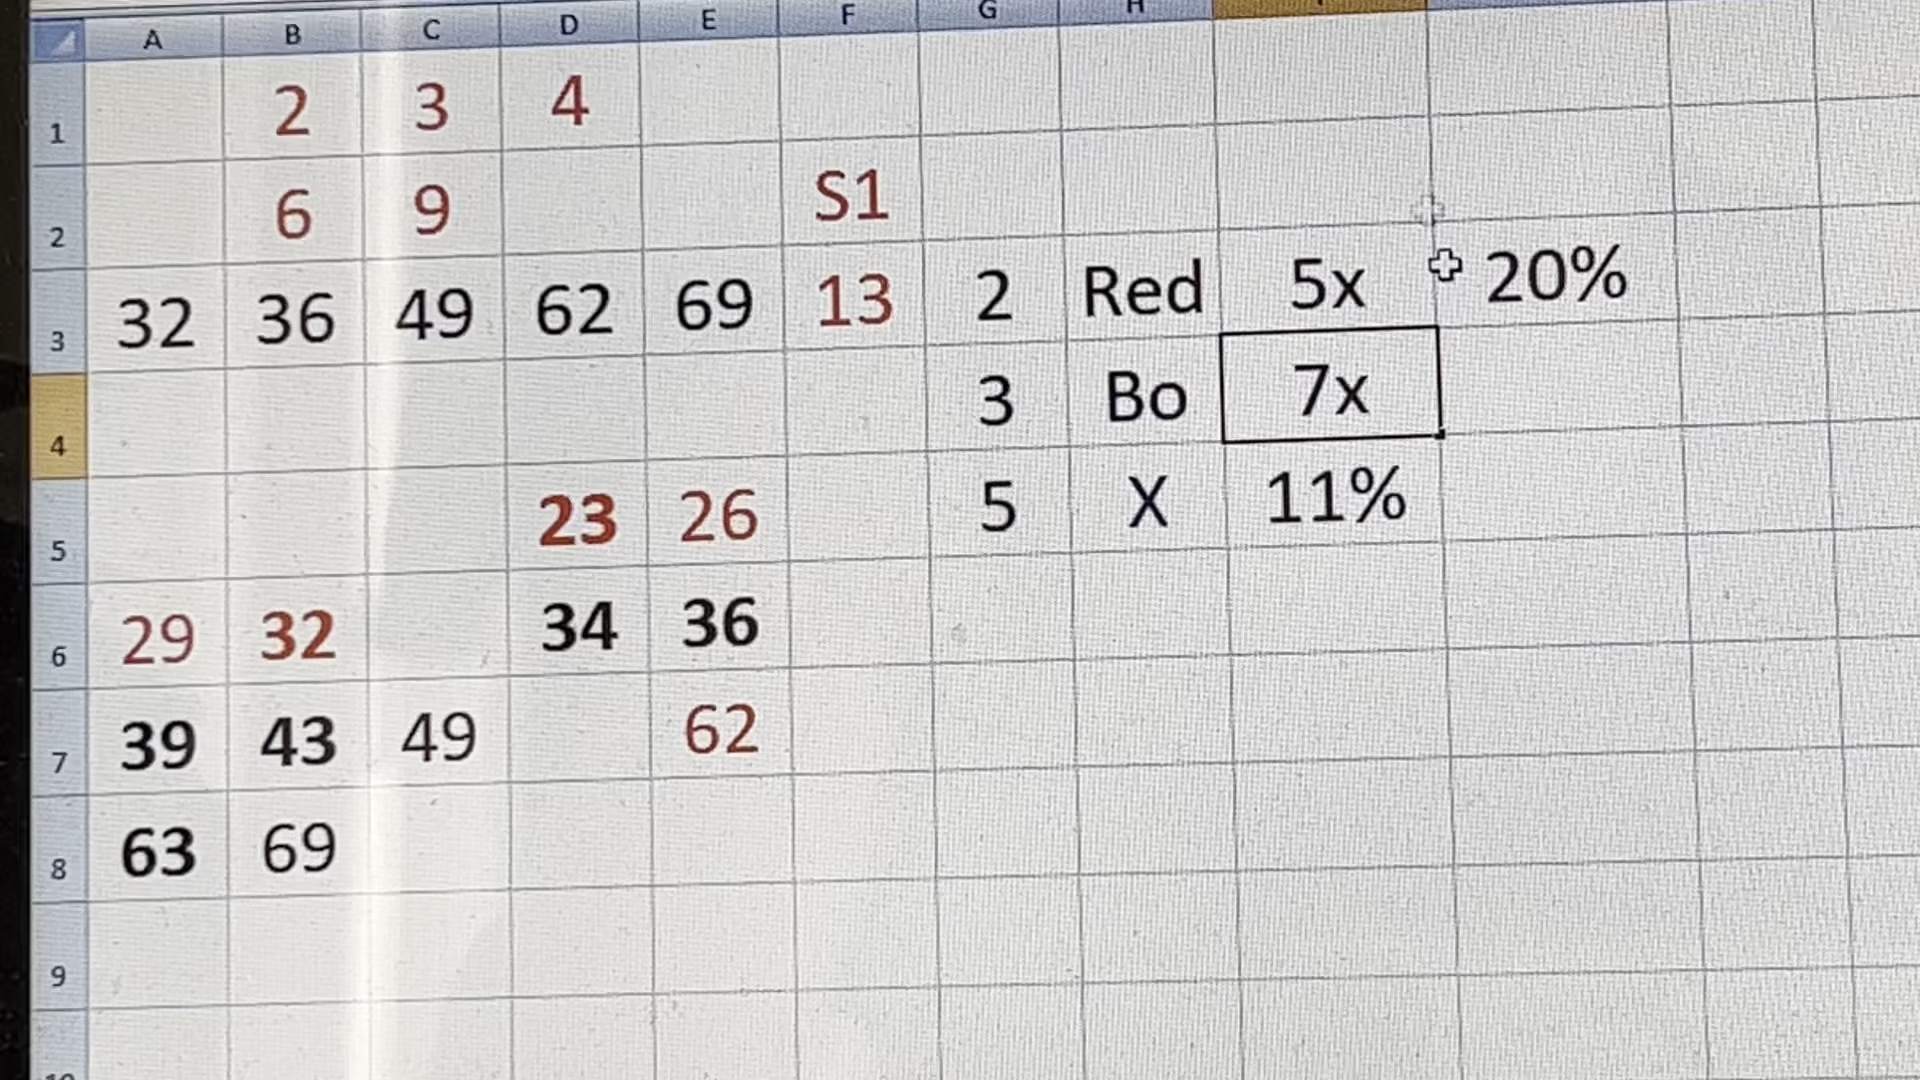 A B C D E F G H
1 2 3 4
2 6 9 S1
3 32 36 49 62 69 13 2 Red 5x 20%
4 3 Bo 7x
5 23 26 5 X 11%
6 29 32 34 36
7 39 43 49 62
8 63 69
9
10